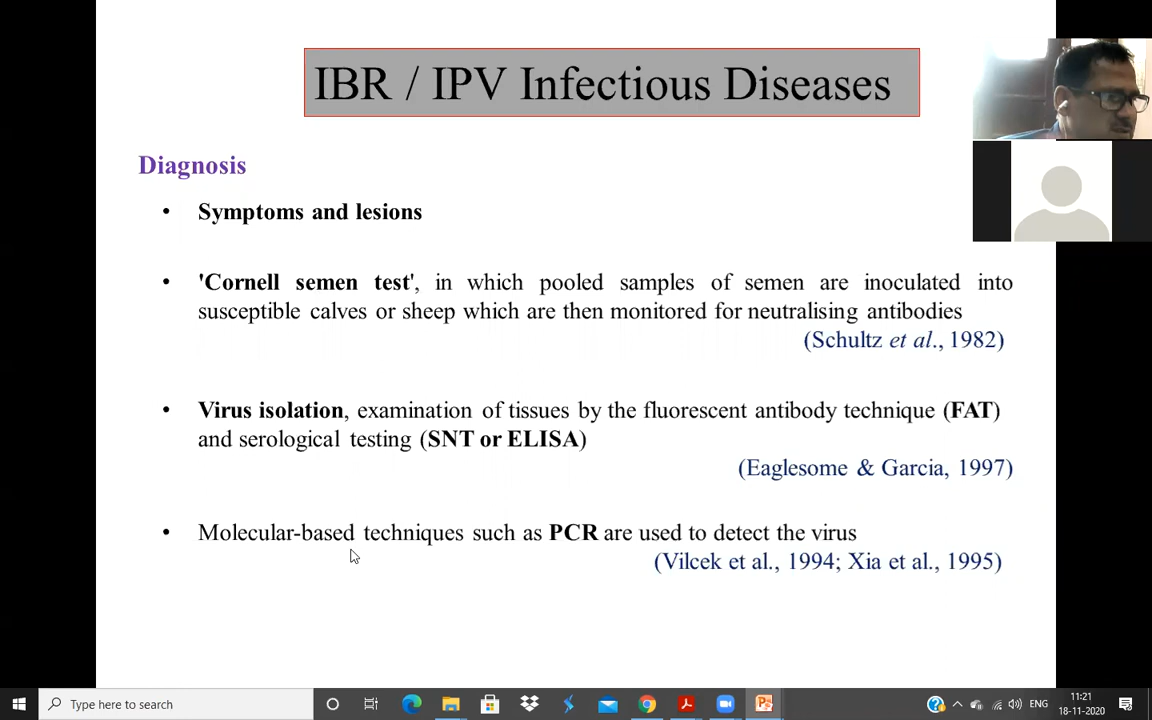 IBR / IPV Infectious Diseases
Diagnosis
• Symptoms and lesions
• 'Cornell semen test', in which pooled samples of semen are inoculated into
susceptible calves or sheep which are then monitored for neutralising antibodies
(Schultz et al., 1982)
• Virus isolation, examination of tissues by the fluorescent antibody technique (FAT)
and serological testing (SNT or ELISA)
(Eaglesome & Garcia, 1997)
• Molecular-based techniques such as PCR are used to detect the virus
(Vilcek et al., 1994; Xia et al., 1995)
Type here to search
ENG
11:21
18-11-2020